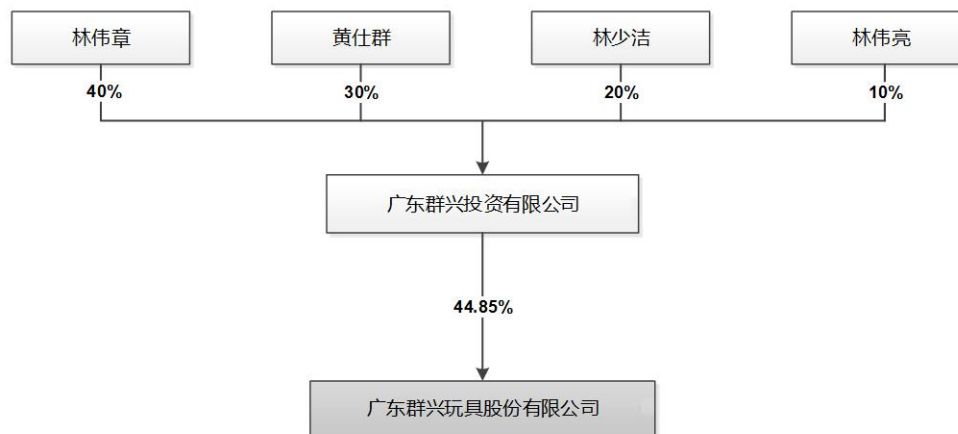 林伟章
黄仕群
林少洁
林伟亮
40%
30%
20%
10%
广东群兴投资有限公司
44.85%
广东群兴玩具股份有限公司